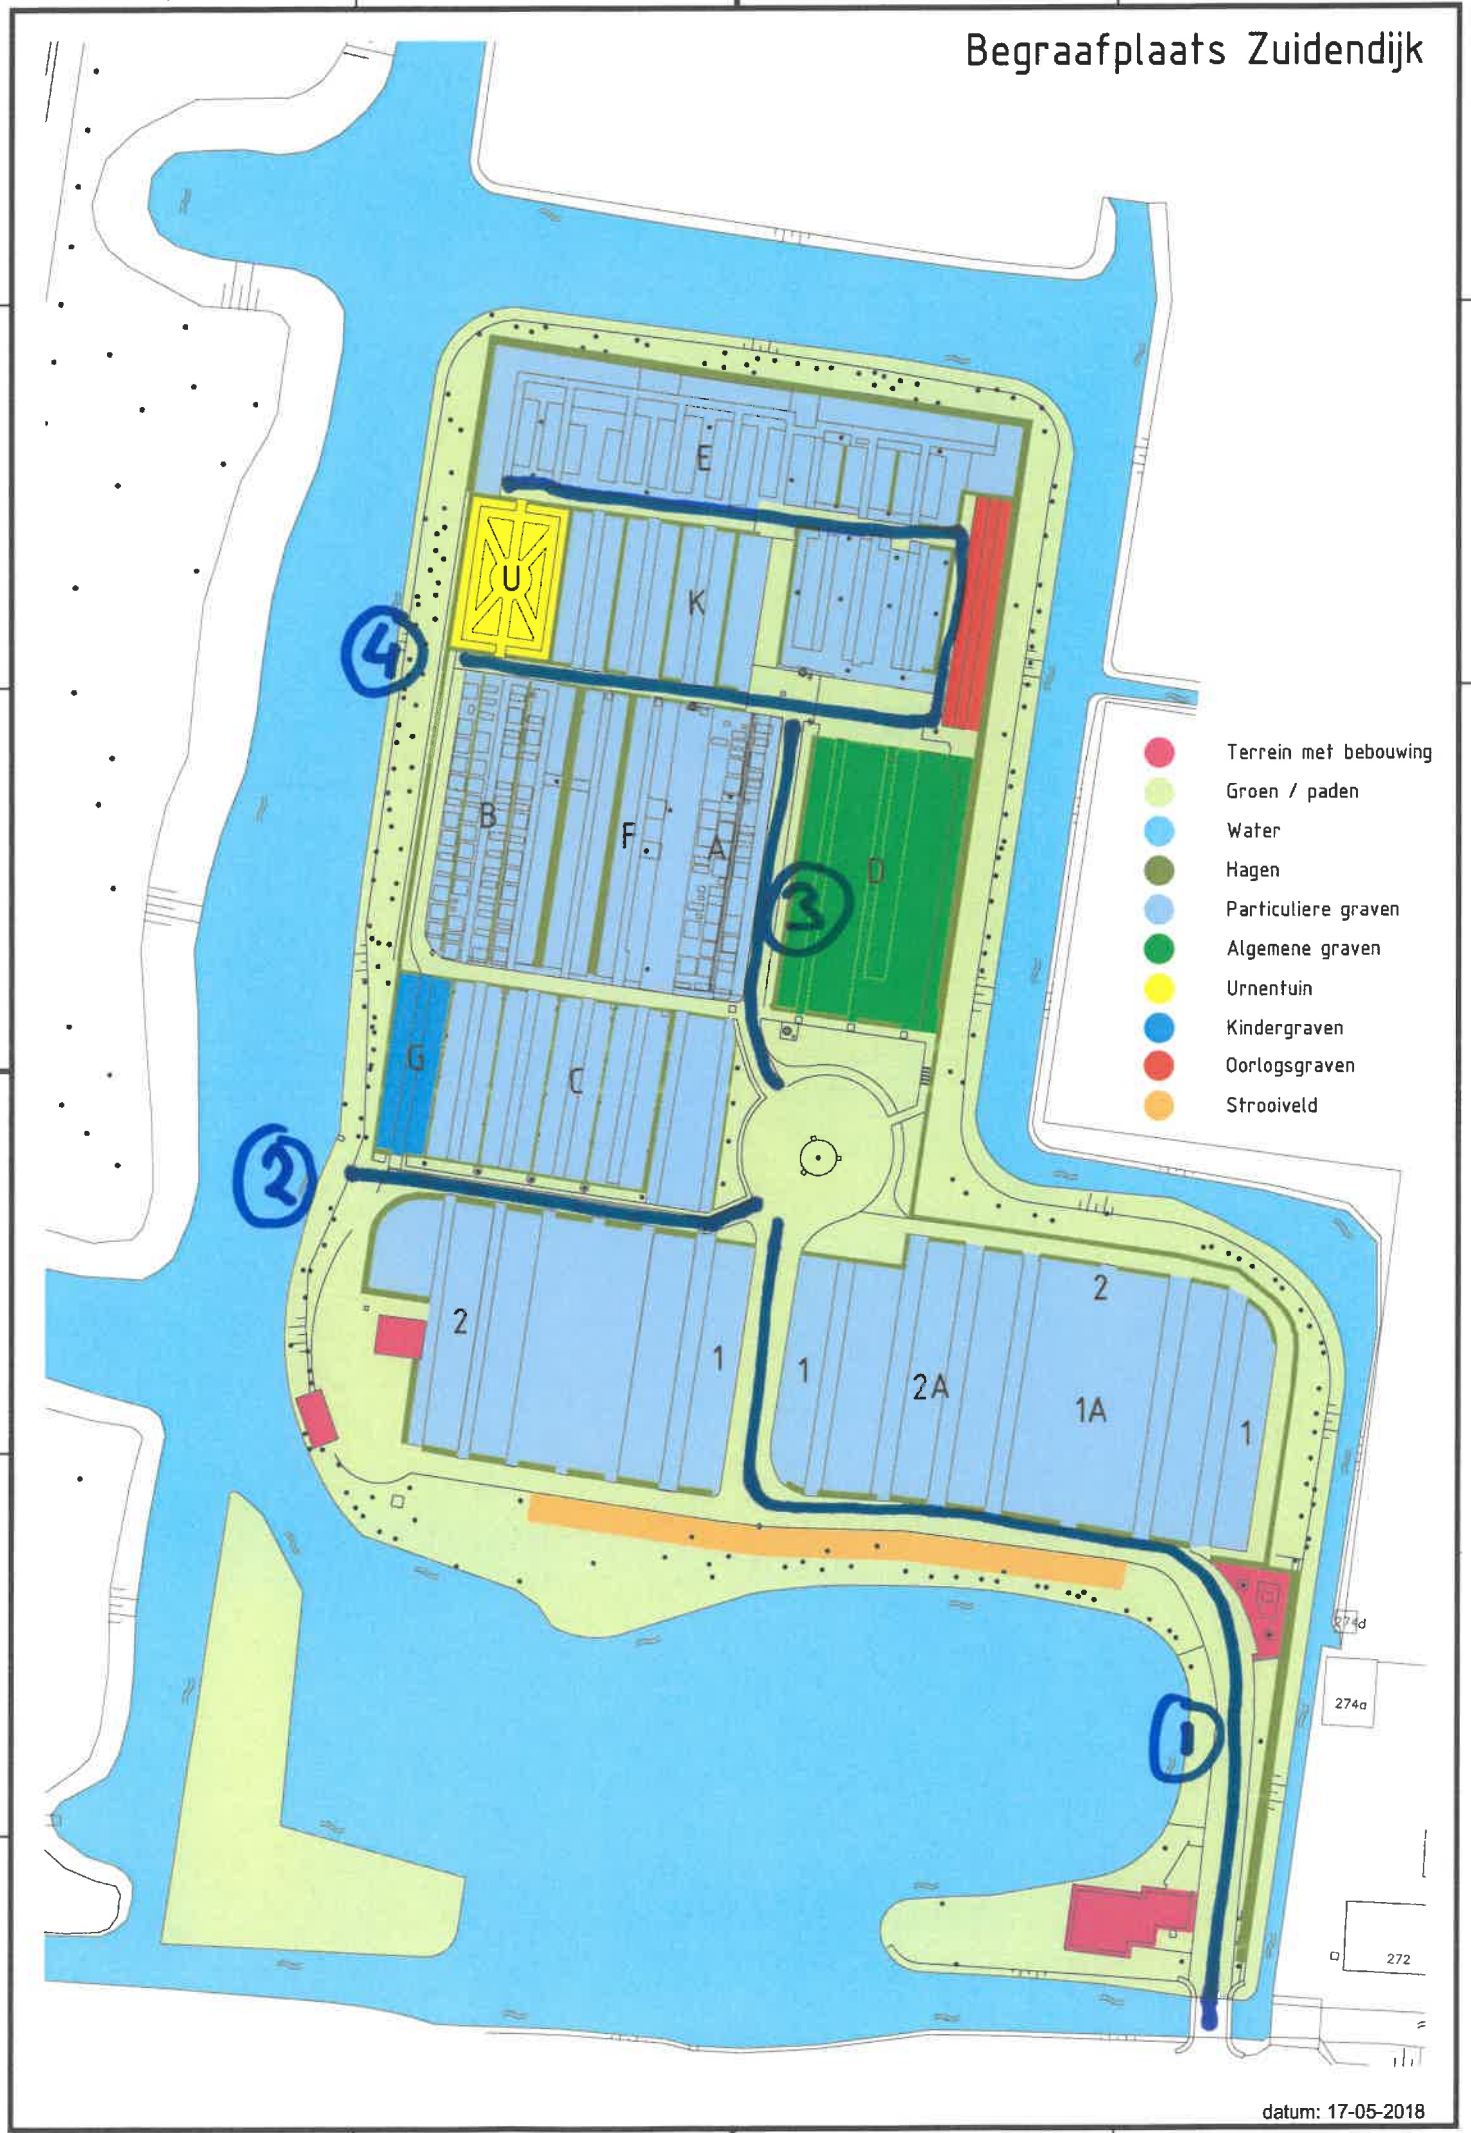 Begraafplaats Zuidendijk
E
U
K
4
B
F
A
D
3
Terrein met bebouwing
Groen / paden
Water
Hagen
Particuliere graven
Algemene graven
Urnentuin
Kindergraven
Oorlogsgraven
Strooiveld
G
C
2
2
2
1
1
2A
1A
1
274d
274a
1
272
datum: 17-05-2018